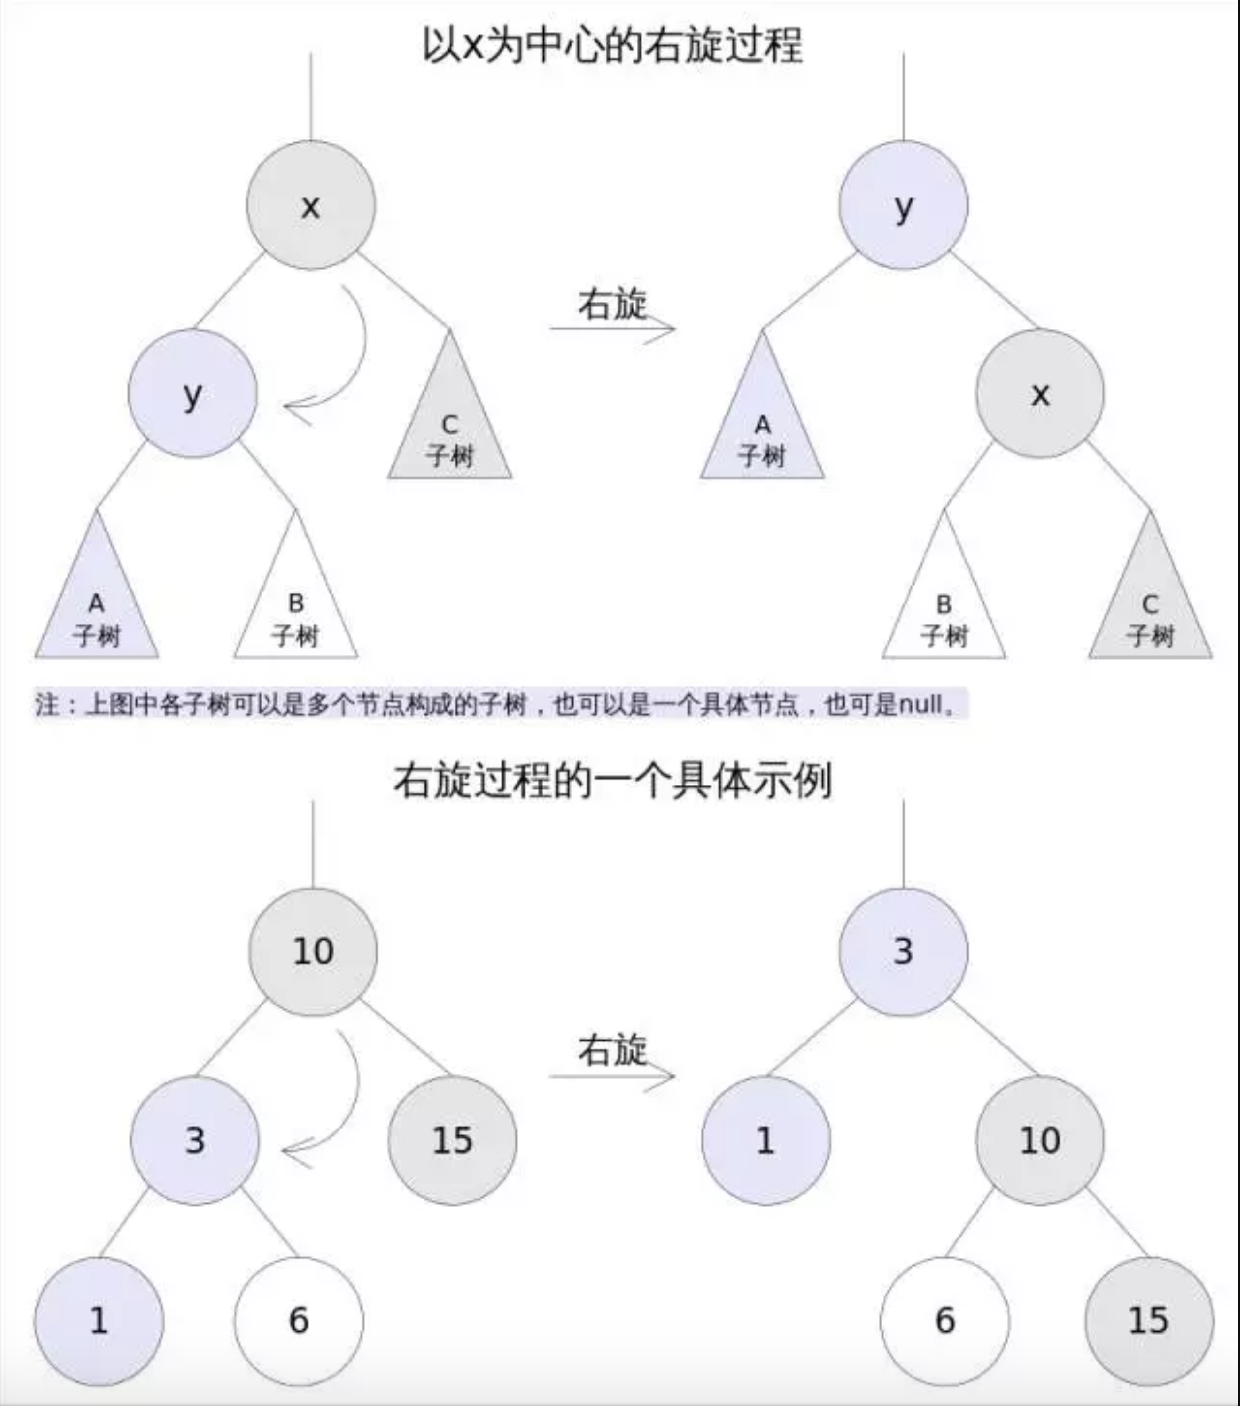 以x为中心的右旋过程
x
y
右旋
y
C
子树
A
子树
x
A
子树
B
子树
B
子树
C
子树
注：上图中各子树可以是多个节点构成的子树，也可以是一个具体节点，也可是null。
右旋过程的一个具体示例
10
3
右旋
3
15
1
10
1
6
6
15